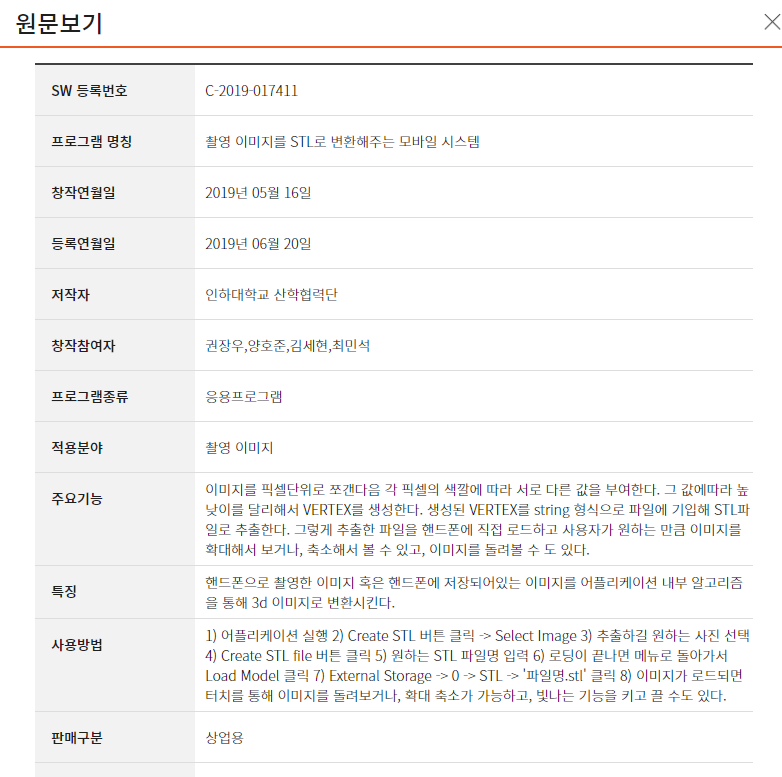 원문보기
SW 등록번호 C-2019-017411
프로그램 명칭 촬영 이미지를 STL로 변환해주는 모바일 시스템
창작연월일 2019년 05월 16일
등록연월일 2019년 06월 20일
저작자 인하대학교 산학협력단
창작참여자 권장우,양호준,김세현,최민석
프로그램종류 응용프로그램
적용분야 촬영 이미지
주요기능 이미지를 픽셀단위로 쪼갠다음 각 픽셀의 색깔에 따라 서로 다른 값을 부여한다. 그 값에따라 높
낮이를 달리해서 VERTEX를 생성한다. 생성된 VERTEX를 string 형식으로 파일에 기입해 STL파
일로 추출한다. 그렇게 추출한 파일을 핸드폰에 직접 로드하고 사용자가 원하는 만큼 이미지를
확대해서 보거나, 축소해서 볼 수 있고, 이미지를 돌려볼 수 도 있다.
특징 핸드폰으로 촬영한 이미지 혹은 핸드폰에 저장되어있는 이미지를 어플리케이션 내부 알고리즘
을 통해 3d 이미지로 변환시킨다.
사용방법 1) 어플리케이션 실행 2) Create STL 버튼 클릭 -> Select Image 3) 추출하길 원하는 사진 선택
4) Create STL file 버튼 클릭 5) 원하는 STL 파일명 입력 6) 로딩이 끝나면 메뉴로 돌아가서
Load Model 클릭 7) External Storage -> 0 -> STL -> '파일명.stl' 클릭 8) 이미지가 로드되면
터치를 통해 이미지를 돌려보거나, 확대 축소가 가능하고, 빛나는 기능을 키고 끌 수도 있다.
판매구분 상업용